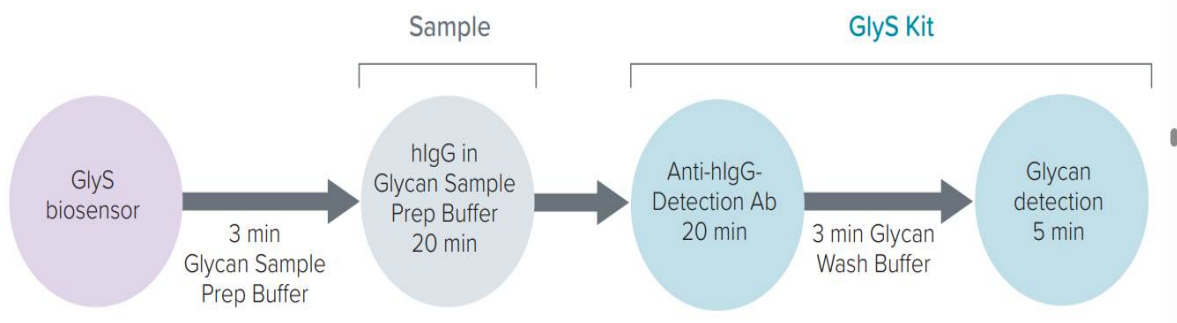 Sample
GlyS Kit
GlyS
biosensor
3 min
Glycan Sample
Prep Buffer
hIgG in
Glycan Sample
Prep Buffer
20 min
Anti-hIgG-
Detection Ab
20 min
3 min Glycan
Wash Buffer
Glycan
detection
5 min